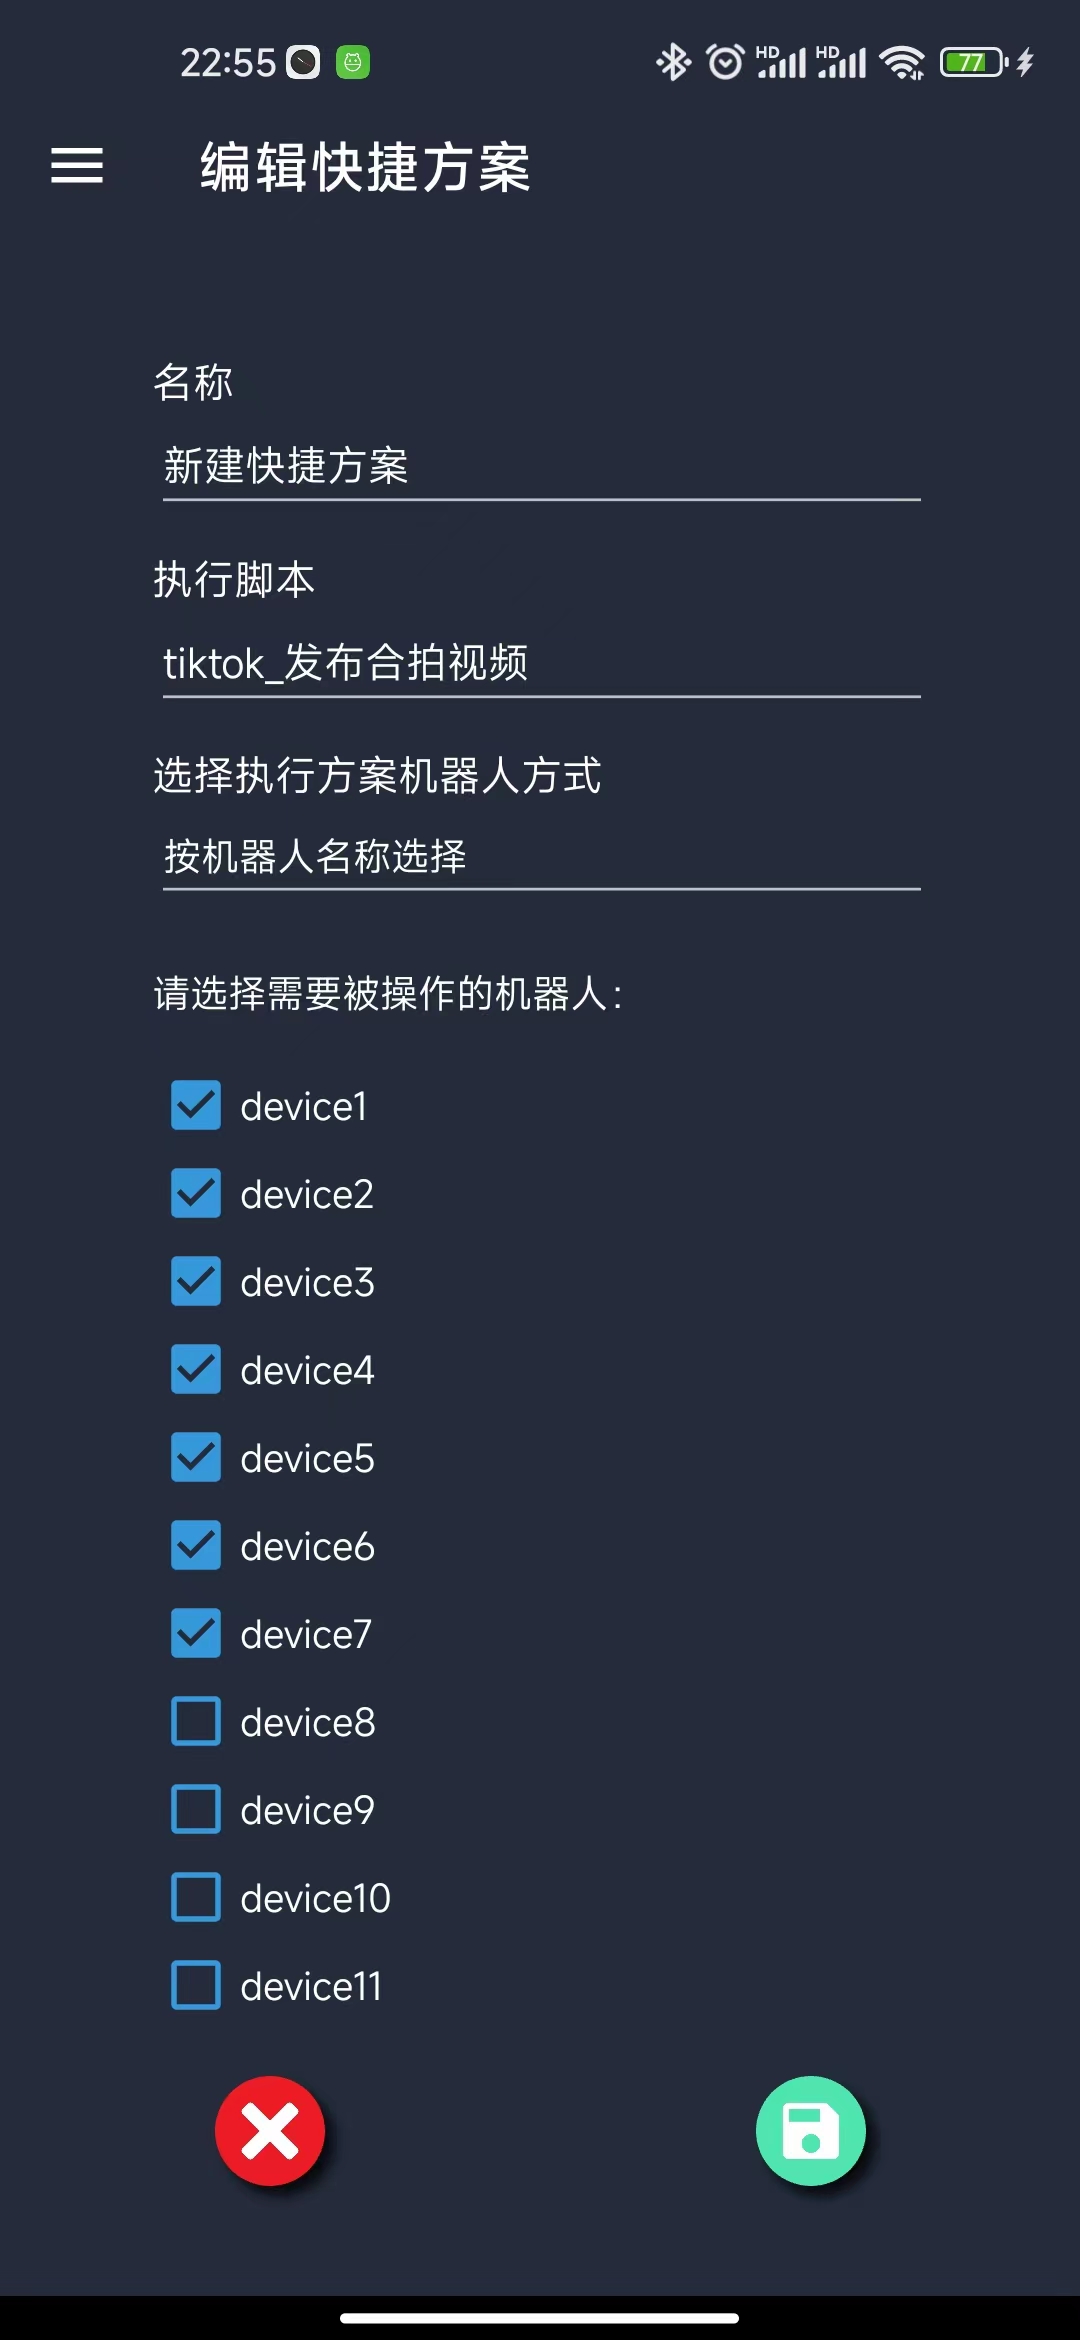 22:55
HD HD 77
编辑快捷方案
名称
新建快捷方案
执行脚本
tiktok_发布合拍视频
选择执行方案机器人方式
按机器人名称选择
请选择需要被操作的机器人：
device1
device2
device3
device4
device5
device6
device7
device8
device9
device10
device11